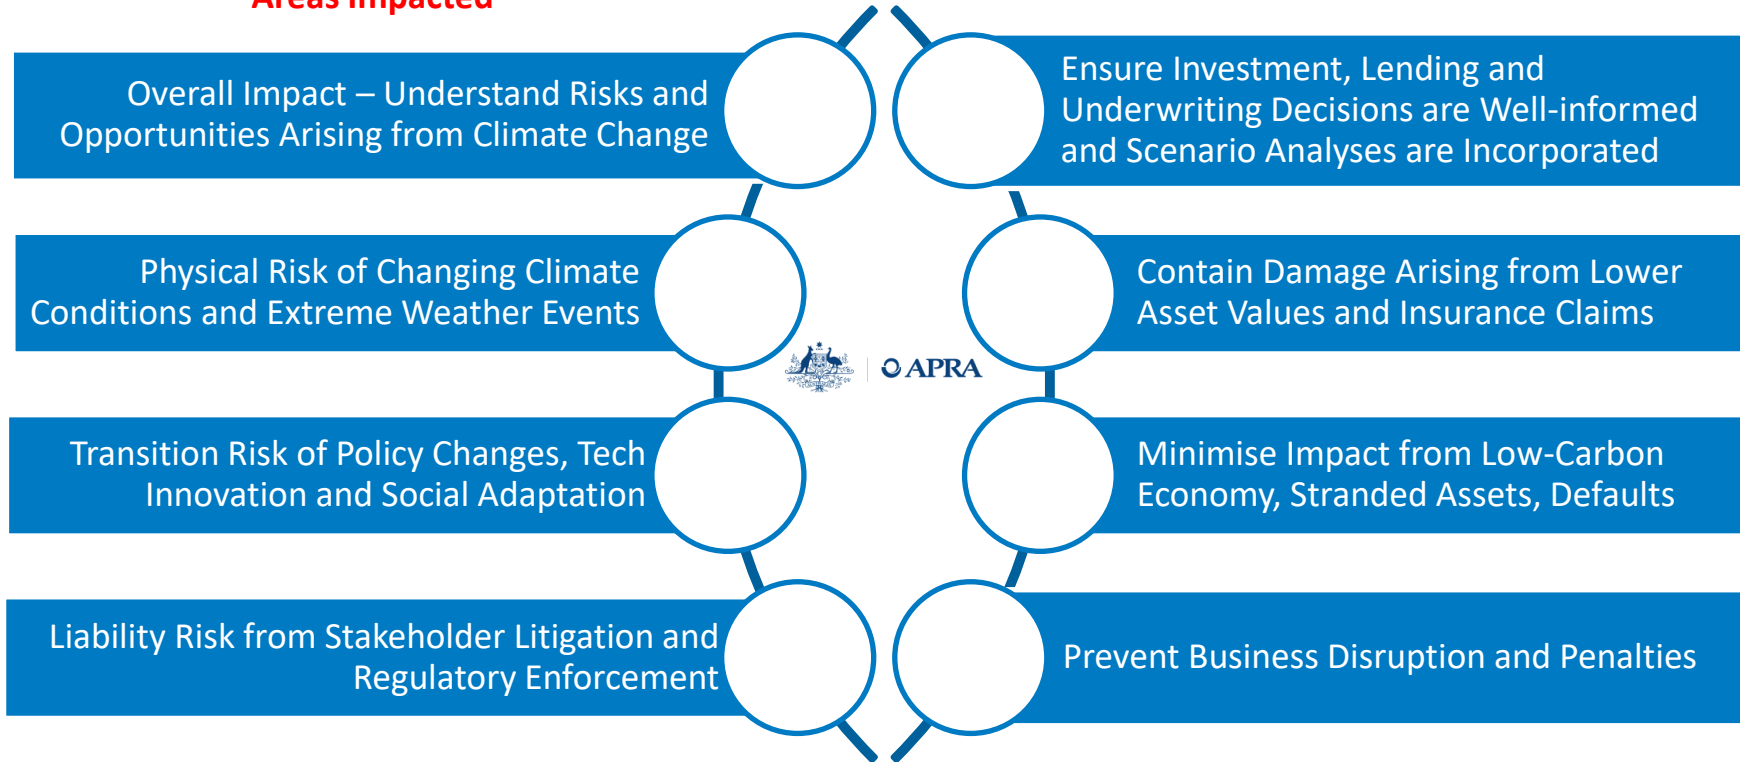 Areas Impacted
Overall Impact – Understand Risks and
Opportunities Arising from Climate Change
Ensure Investment, Lending and
Underwriting Decisions are Well-informed
and Scenario Analyses are Incorporated
Physical Risk of Changing Climate
Conditions and Extreme Weather Events
Contain Damage Arising from Lower
Asset Values and Insurance Claims
APRA
Transition Risk of Policy Changes, Tech
Innovation and Social Adaptation
Minimise Impact from Low-Carbon
Economy, Stranded Assets, Defaults
Liability Risk from Stakeholder Litigation and
Regulatory Enforcement
Prevent Business Disruption and Penalties